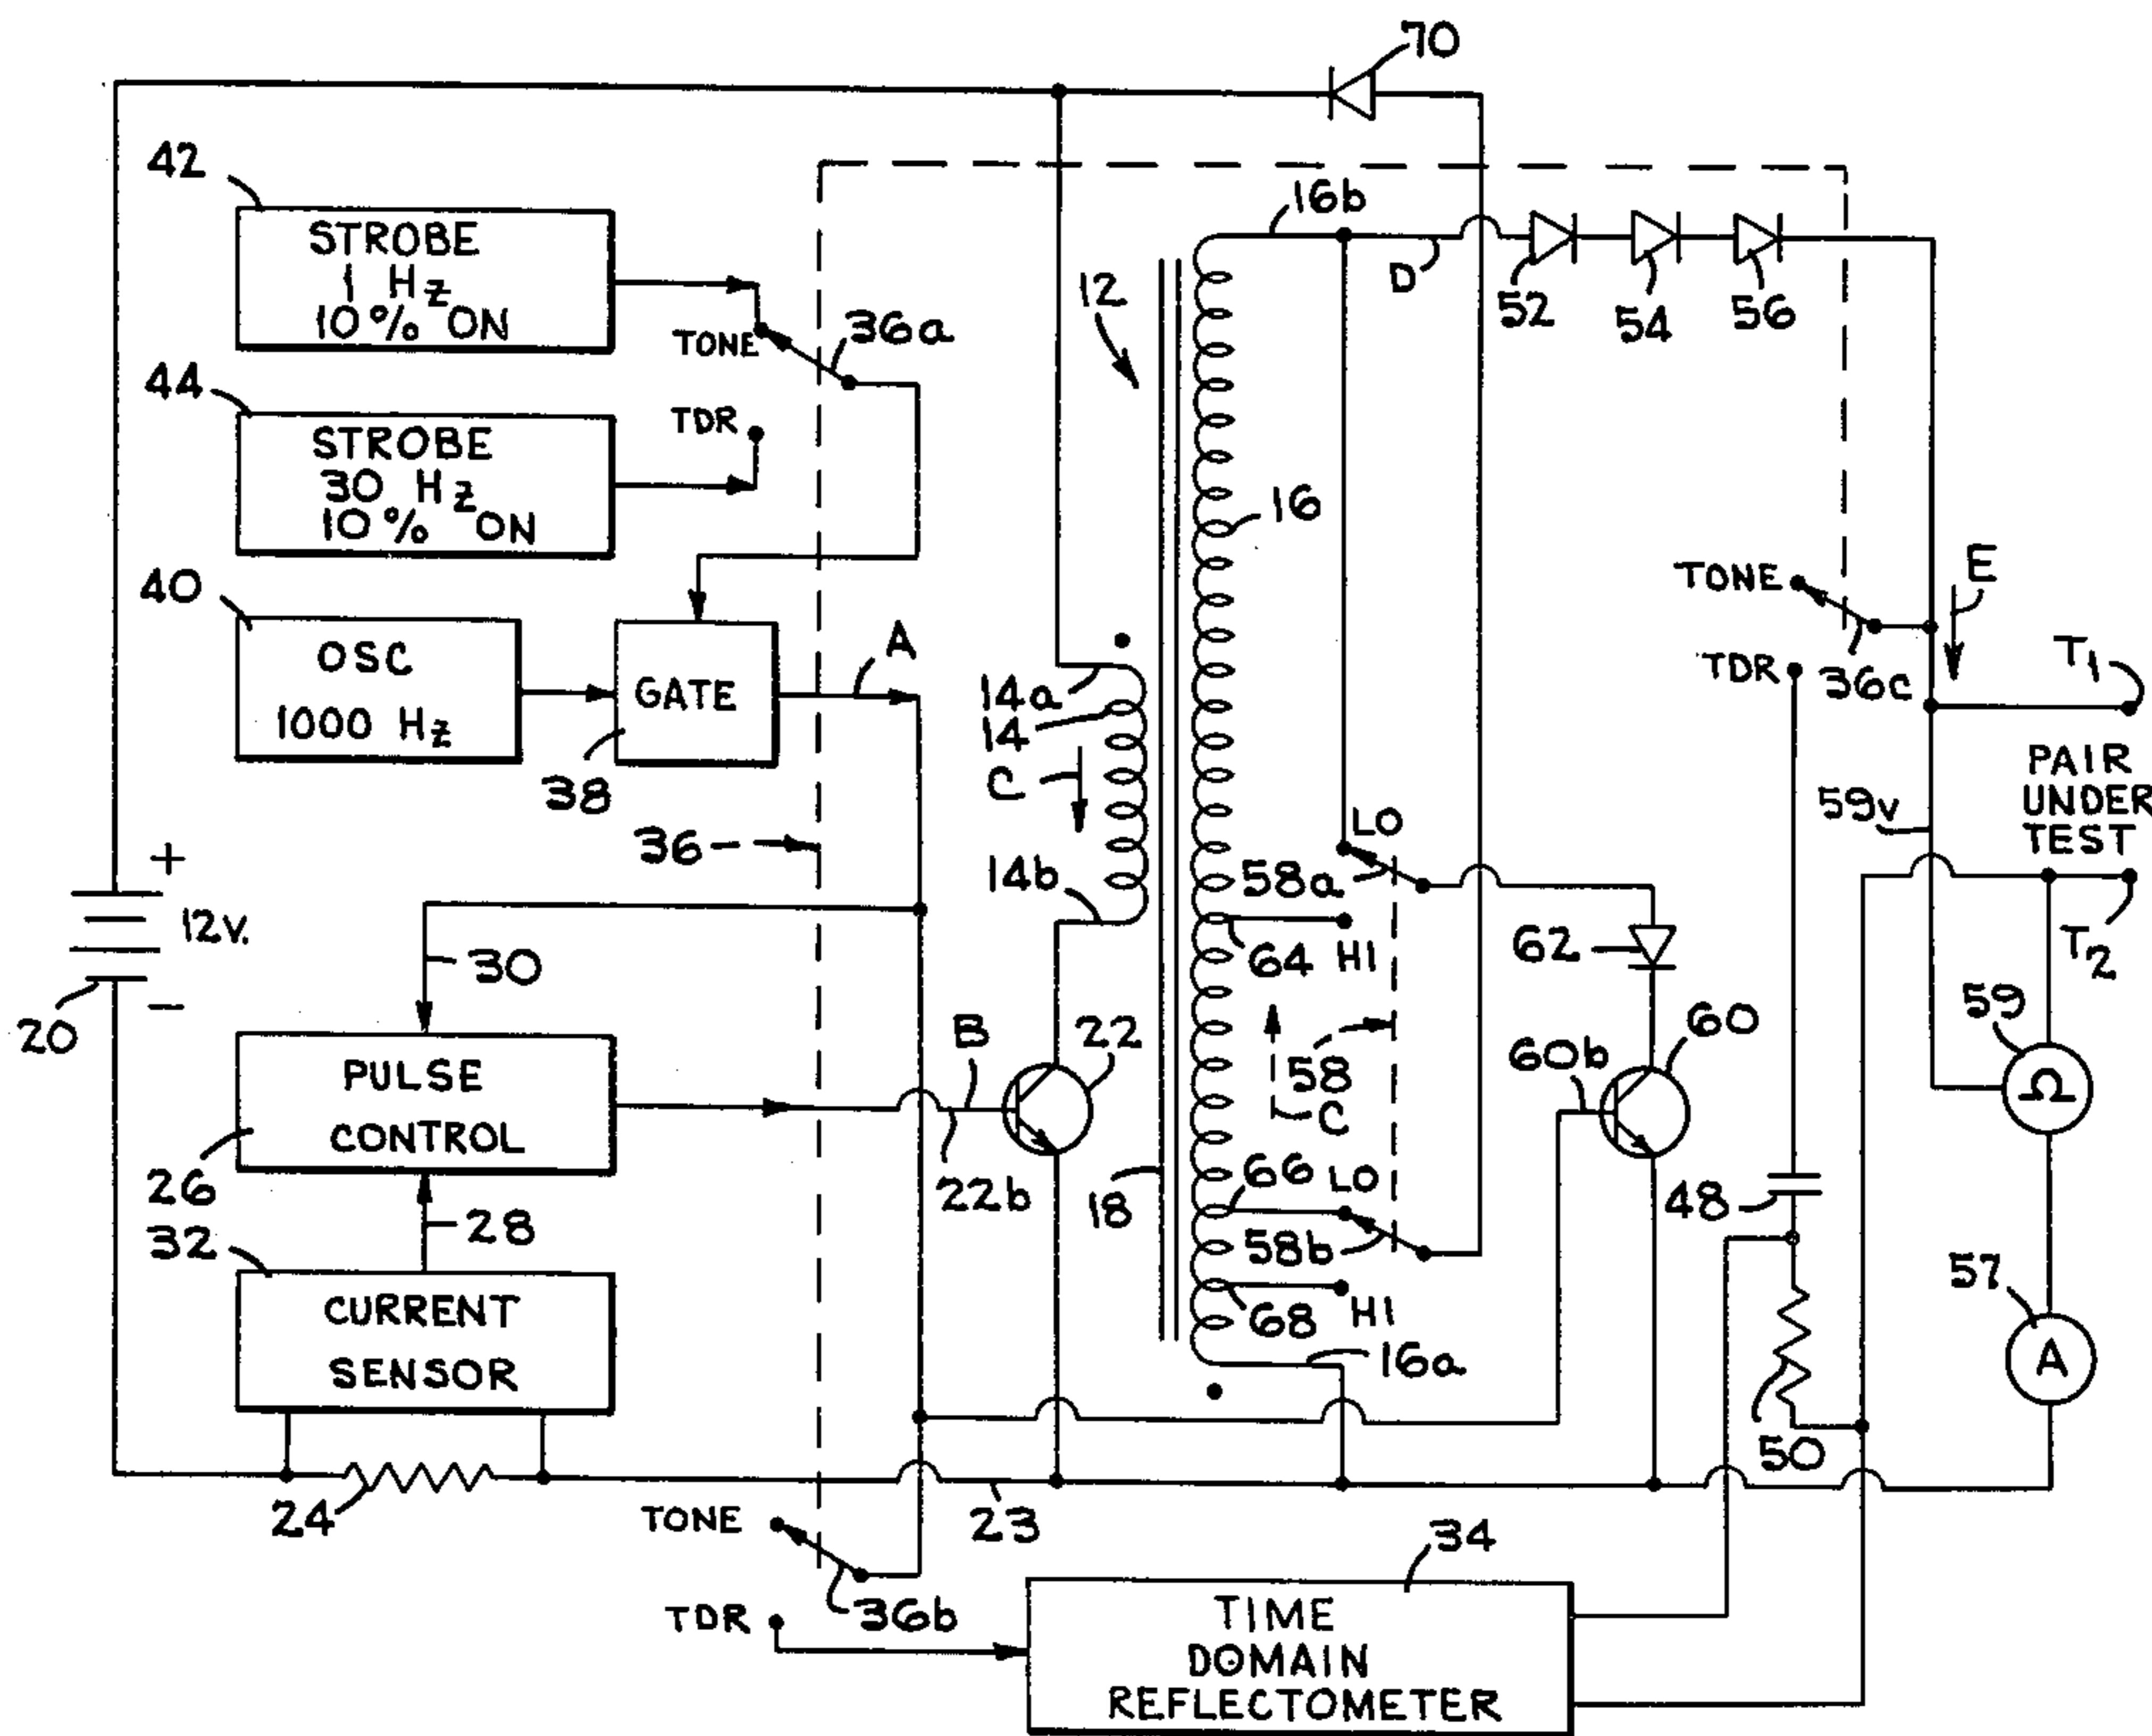 70
42
STROBE
1 Hz
10% ON
16b
D
52
54
56
12
TONE
36a
44
TDR
STROBE
30 Hz
10% ON
16
40
OSC
1000 Hz
GATE
A
38
14a
14
C
14b
TONE
E
TDR
36c
T1
PAIR
UNDER
TEST
59v
36
LO
58a
+
12v.
-
20
30
64
HI
62
T2
59
Ω
PULSE
CONTROL
B
22
58
C
60b
60
26
22b
18
66
LO
48
32
28
58b
57
CURRENT
SENSOR
68
HI
16a
A
50
24
TONE
23
34
36b
TDR
TIME
DOMAIN
REFLECTOMETER